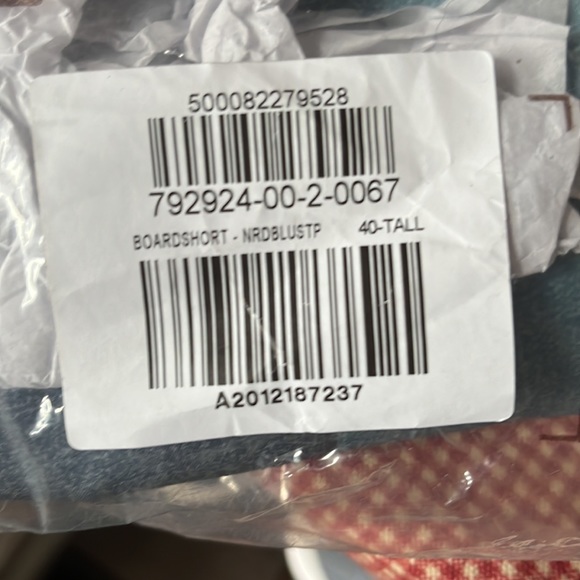 500082279528
792924-00-2-0067
BOARDSHORT - NRDBLUSTP 40-TALL
A2012187237